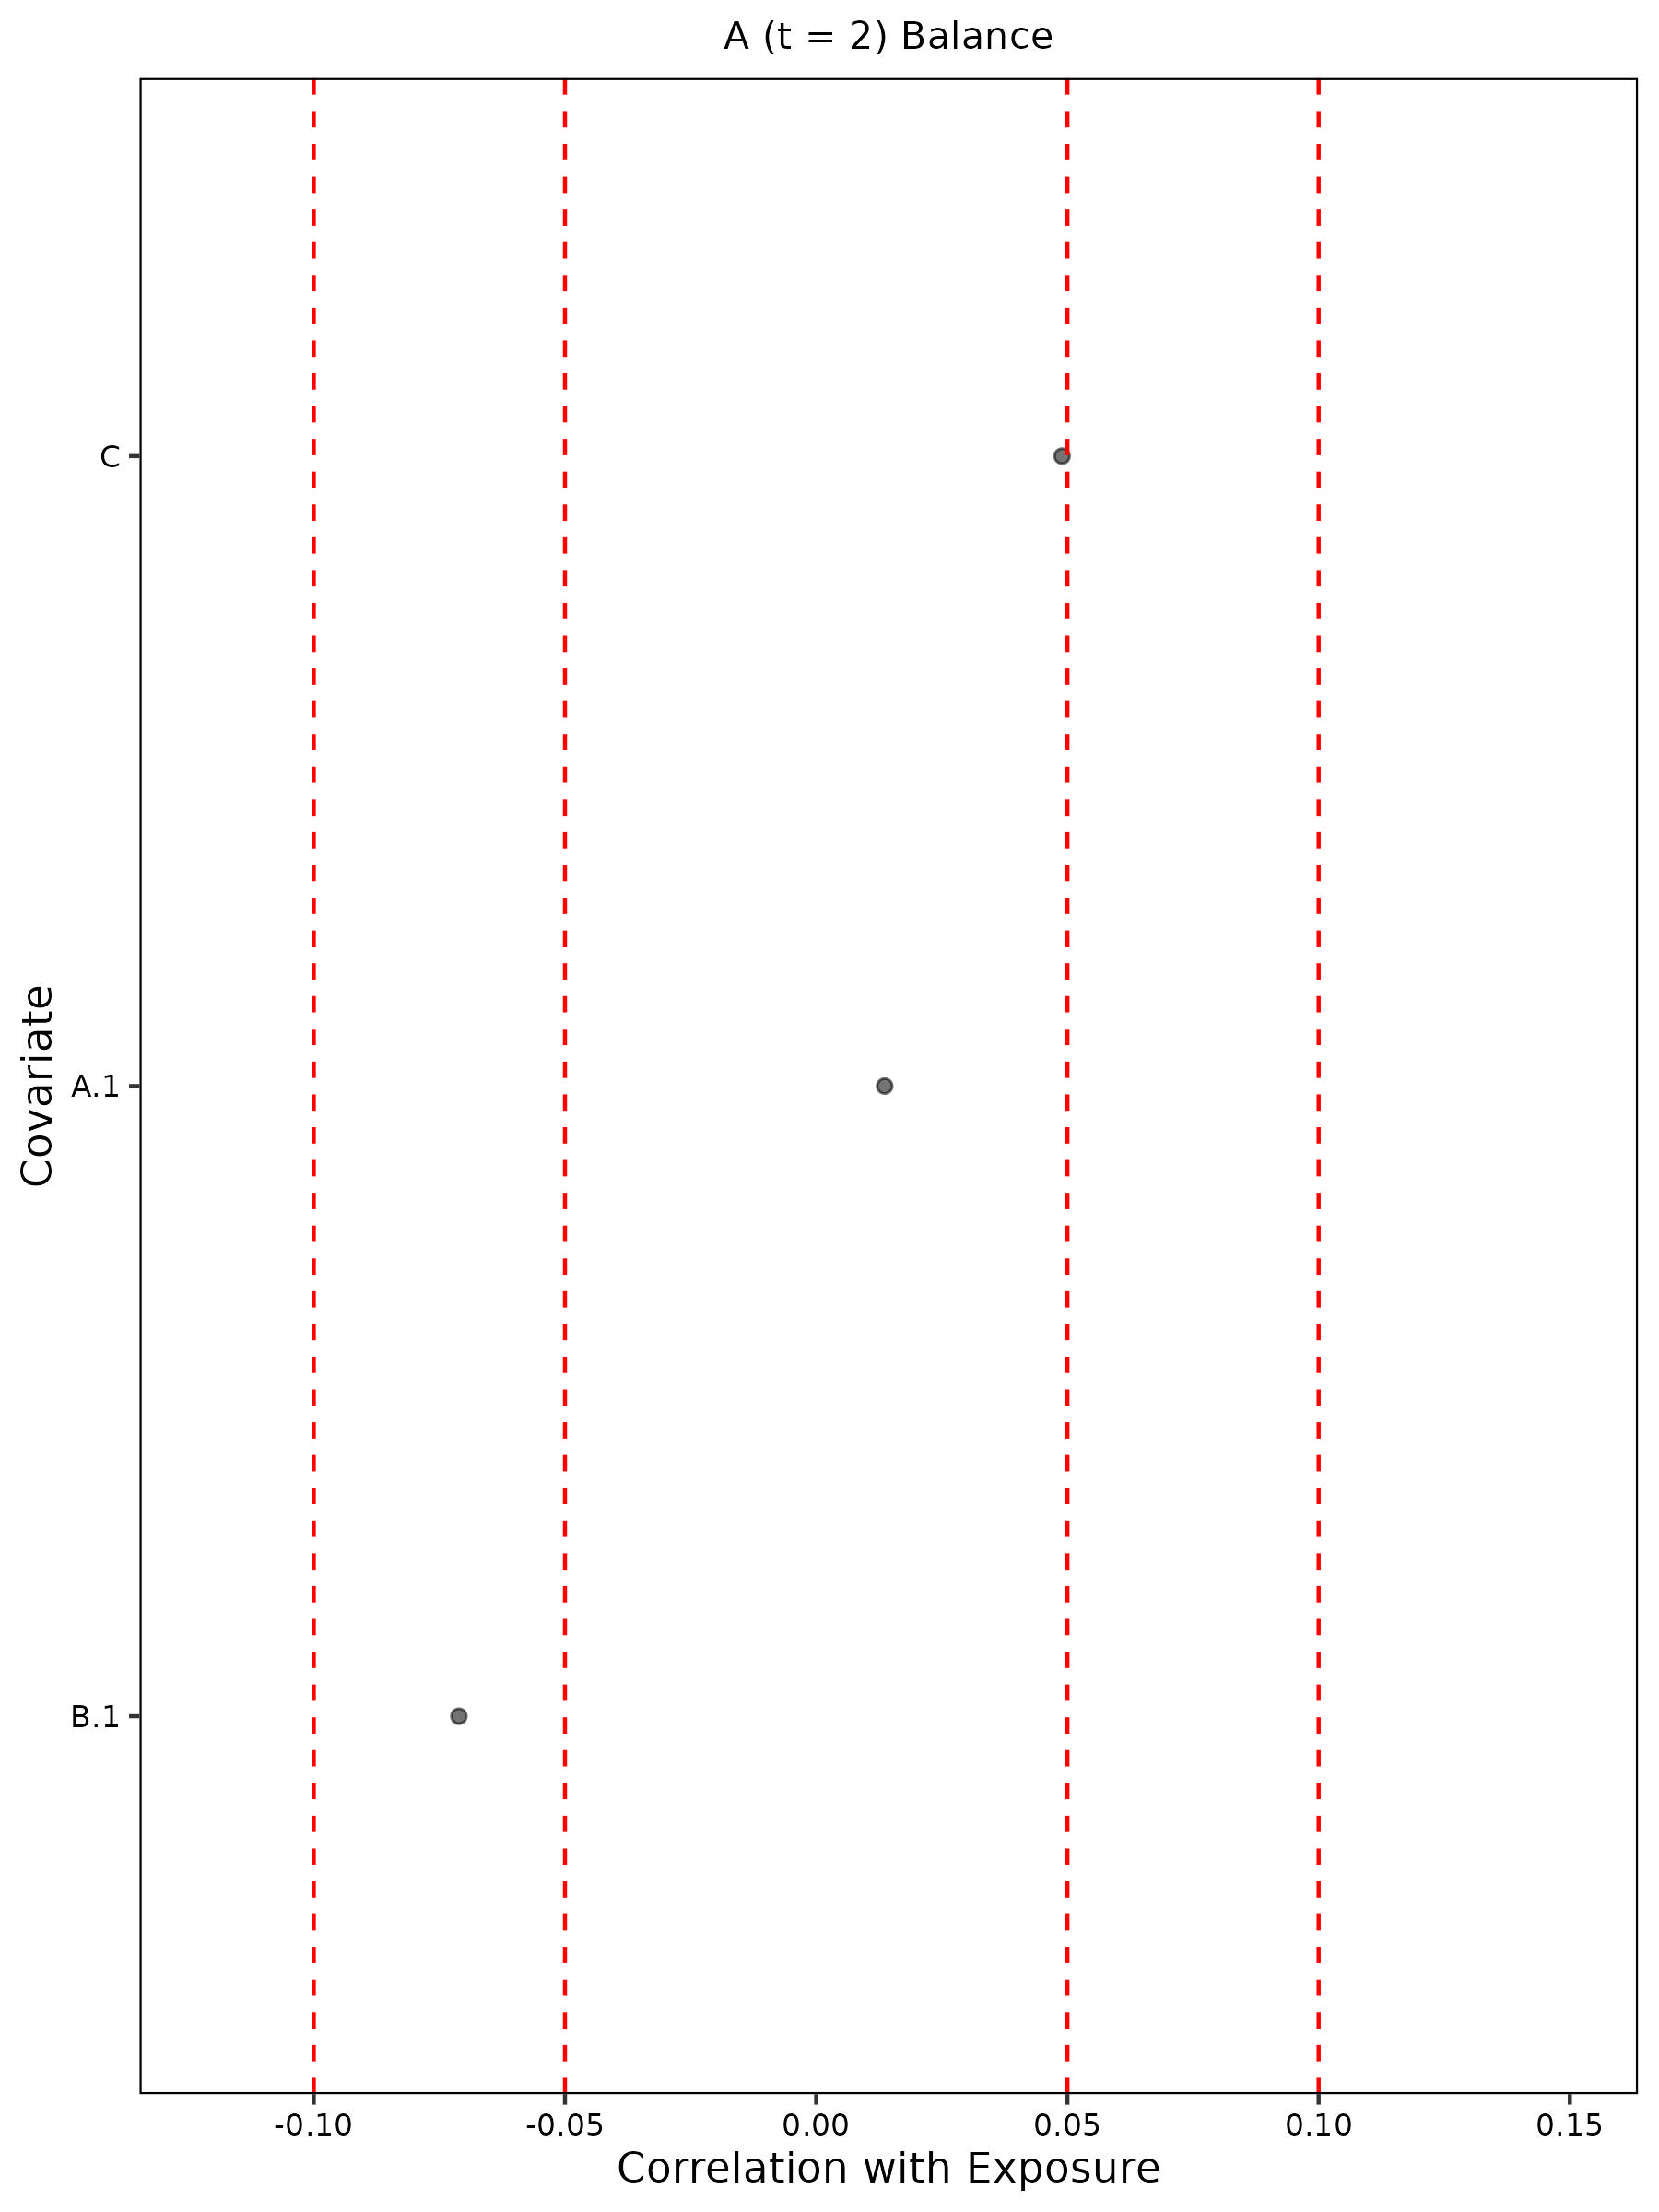 A (t = 2) Balance
Covariate
C
A.1
B.1
-0.10 -0.05 0.00 0.05 0.10 0.15
Correlation with Exposure